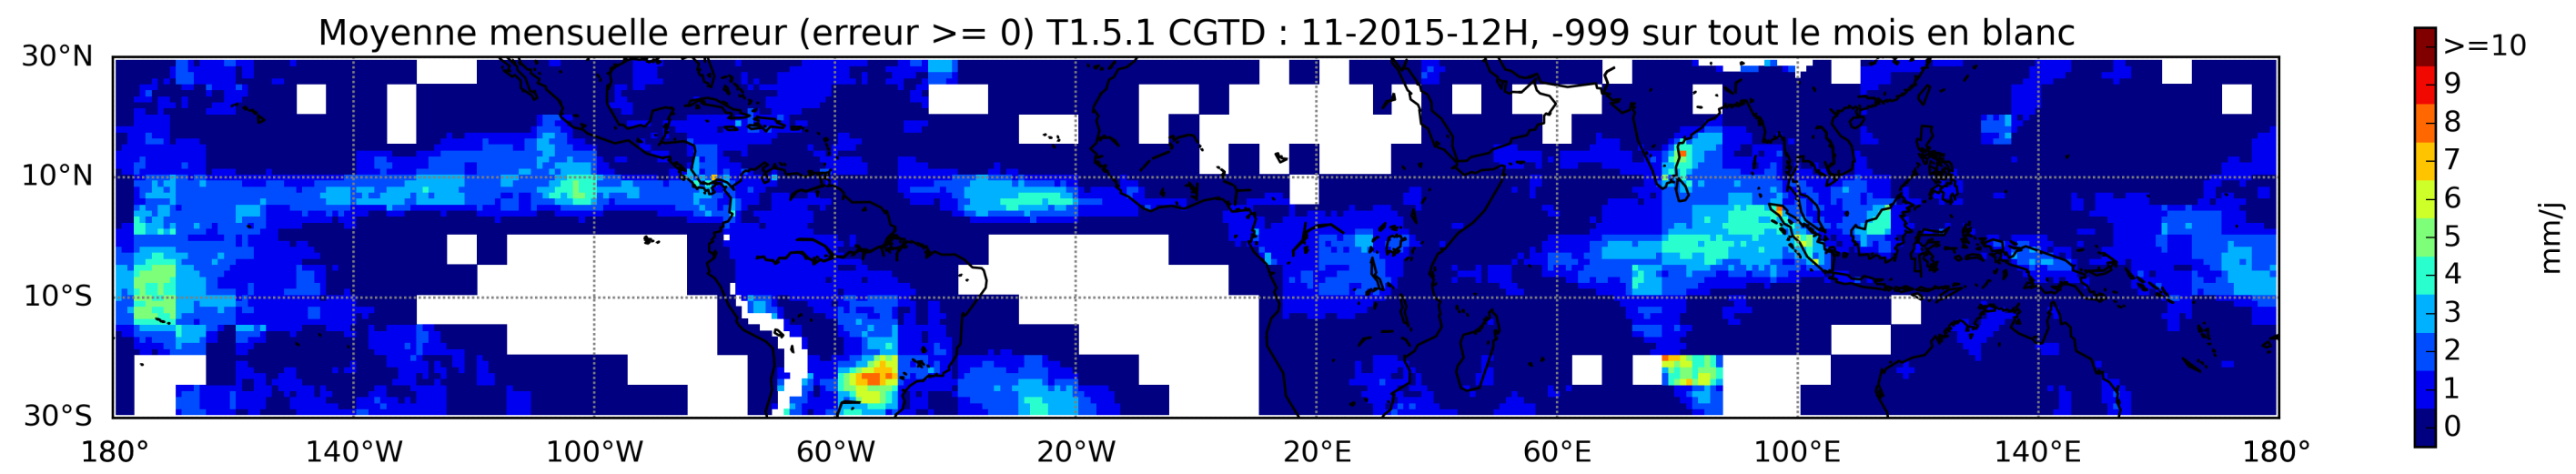 Moyenne mensuelle erreur (erreur >= 0) T1.5.1 CGTD : 11-2015-12H, -999 sur tout le mois en blanc
30°N
10°N
10°S
30°S
180° 140°W 100°W 60°W 20°W 20°E 60°E 100°E 140°E 180°
>=10
9
8
7
6
5
4
3
2
1
0
mm/j